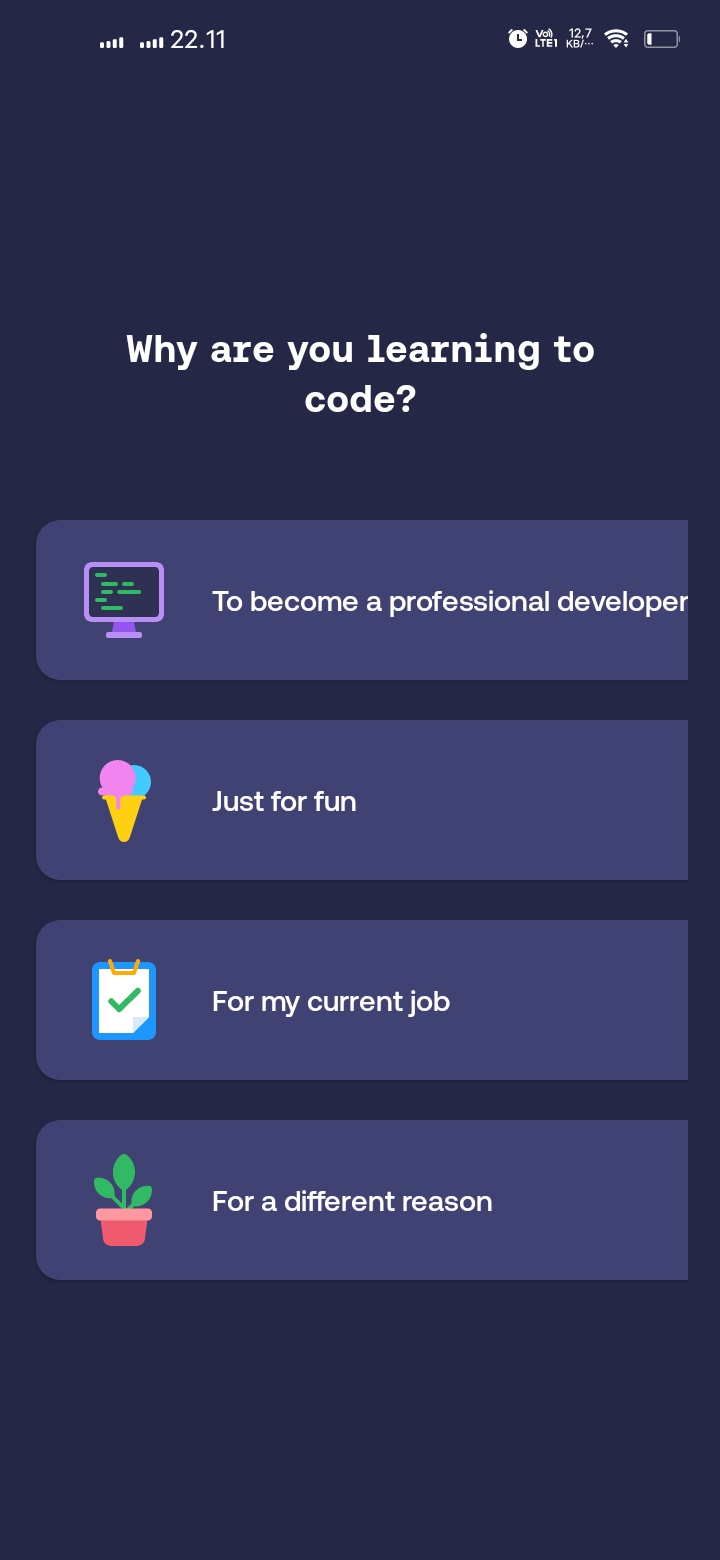 22.11
Vo)) 12,7
LTE1 KB/...
Why are you learning to
code?
To become a professional developer
Just for fun
For my current job
For a different reason